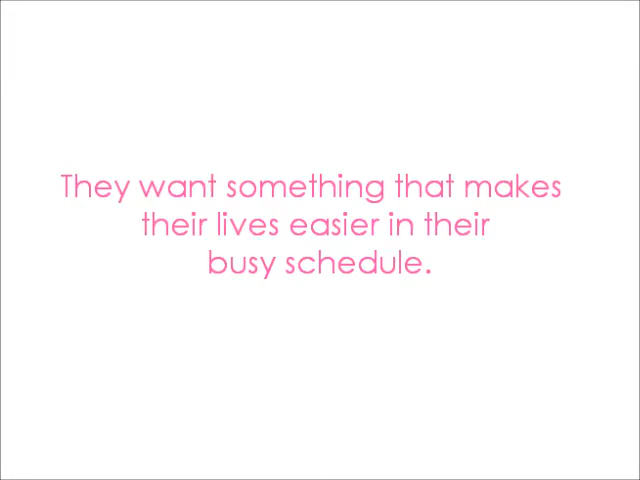 They want something that makes
their lives easier in their
busy schedule.